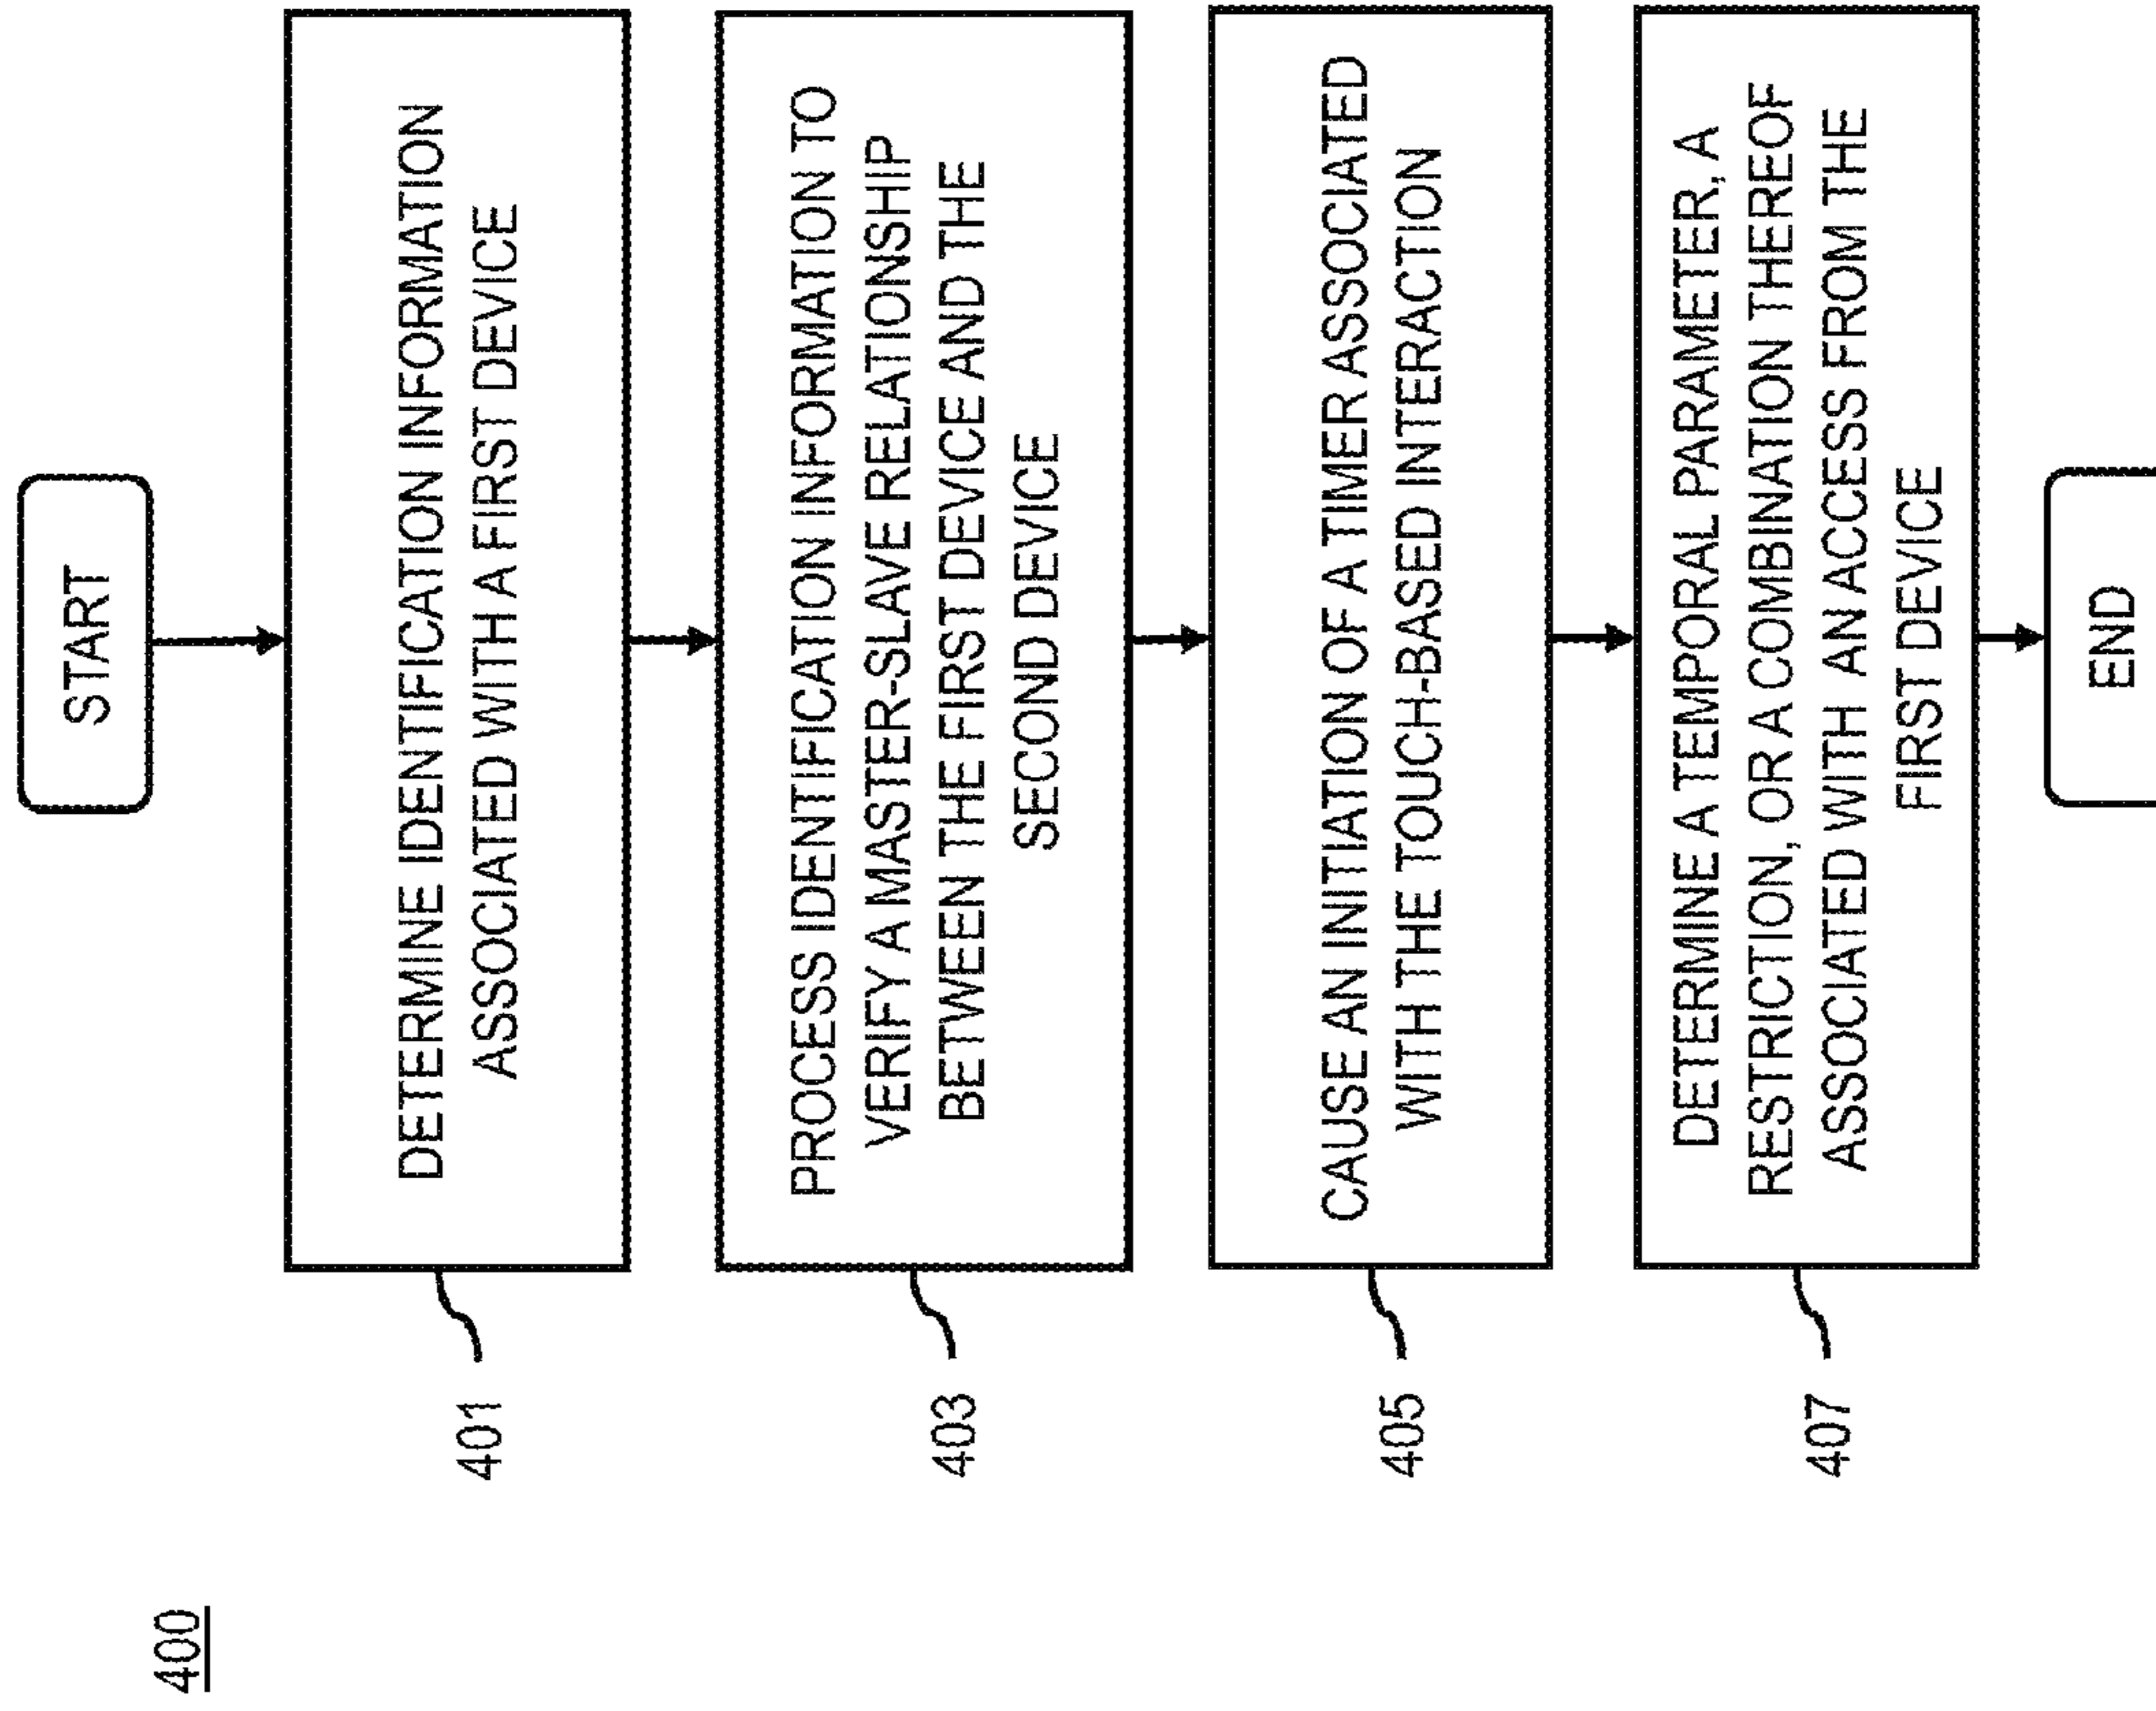 400
START
DETERMINE IDENTIFICATION INFORMATION
ASSOCIATED WITH A FIRST DEVICE
401
PROCESS IDENTIFICATION INFORMATION TO
VERIFY A MASTER-SLAVE RELATIONSHIP
BETWEEN THE FIRST DEVICE AND THE
SECOND DEVICE
403
CAUSE AN INITIATION OF A TIMER ASSOCIATED
WITH THE TOUCH-BASED INTERACTION
405
DETERMINE A TEMPORAL PARAMETER, A
RESTRICTION, OR A COMBINATION THEREOF
ASSOCIATED WITH AN ACCESS FROM THE
FIRST DEVICE
407
END